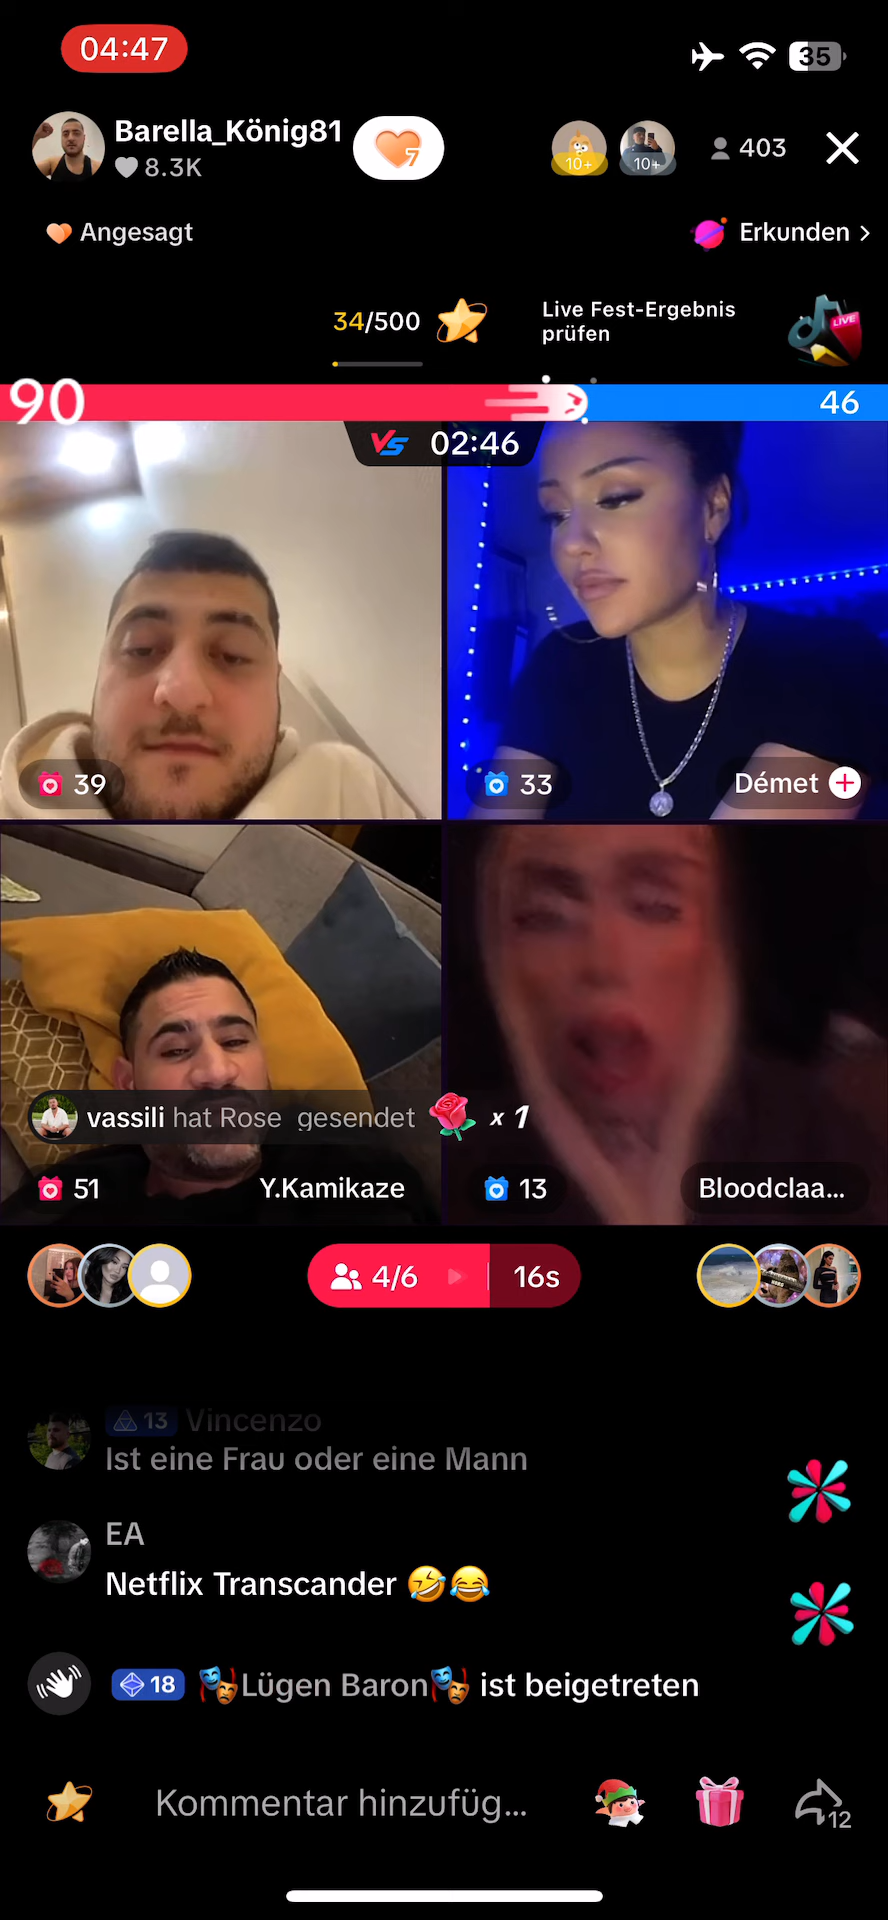 04:47
35
Barella_König81
7
8.3K
10+
10+
403
Angesagt
Erkunden >
34/500
Live Fest-Ergebnis
prüfen
LIVE
90
46
VS 02:46
39
33
Démet
vassili hat Rose gesendet x 1
51
Y.Kamikaze
13
Bloodclaa...
4/6
16s
13 Vincenzo
Ist eine Frau oder eine Mann
EA
Netflix Transcander 🤣😂
18 🎭Lügen Baron🎭 ist beigetreten
Kommentar hinzufüg...
12